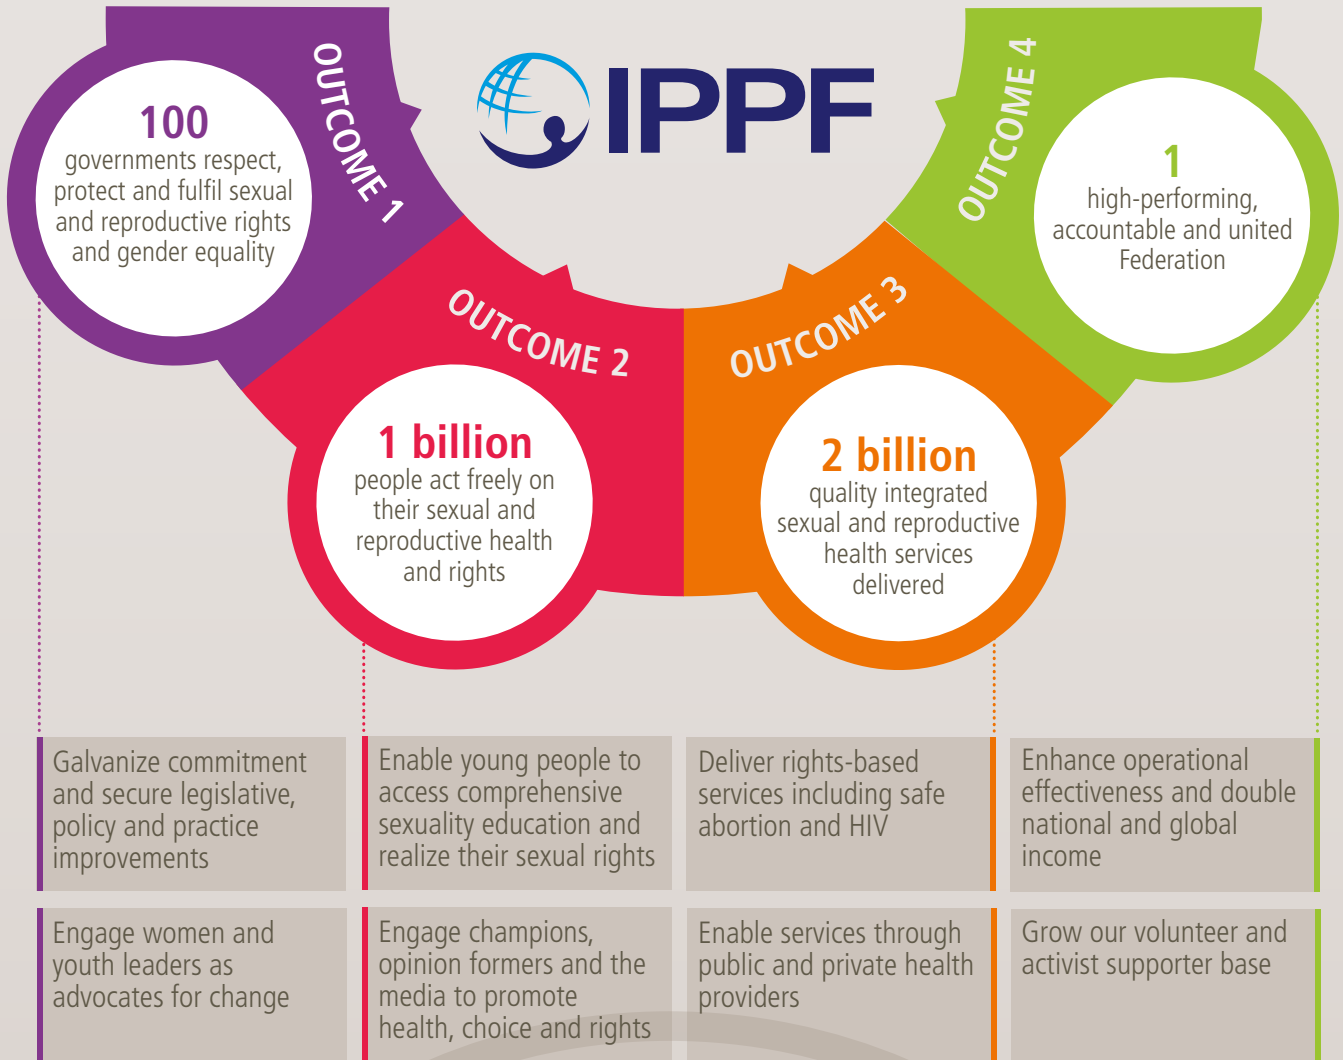 IPPF
OUTCOME 1
100
governments respect,
protect and fulfil sexual
and reproductive rights
and gender equality
OUTCOME 2
1 billion
people act freely on
their sexual and
reproductive health
and rights
OUTCOME 3
2 billion
quality integrated
sexual and reproductive
health services
delivered
OUTCOME 4
1
high-performing,
accountable and united
Federation
Galvanize commitment
and secure legislative,
policy and practice
improvements
Enable young people to
access comprehensive
sexuality education and
realize their sexual rights
Deliver rights-based
services including safe
abortion and HIV
Enhance operational
effectiveness and double
national and global
income
Engage women and
youth leaders as
advocates for change
Engage champions,
opinion formers and the
media to promote
health, choice and rights
Enable services through
public and private health
providers
Grow our volunteer and
activist supporter base